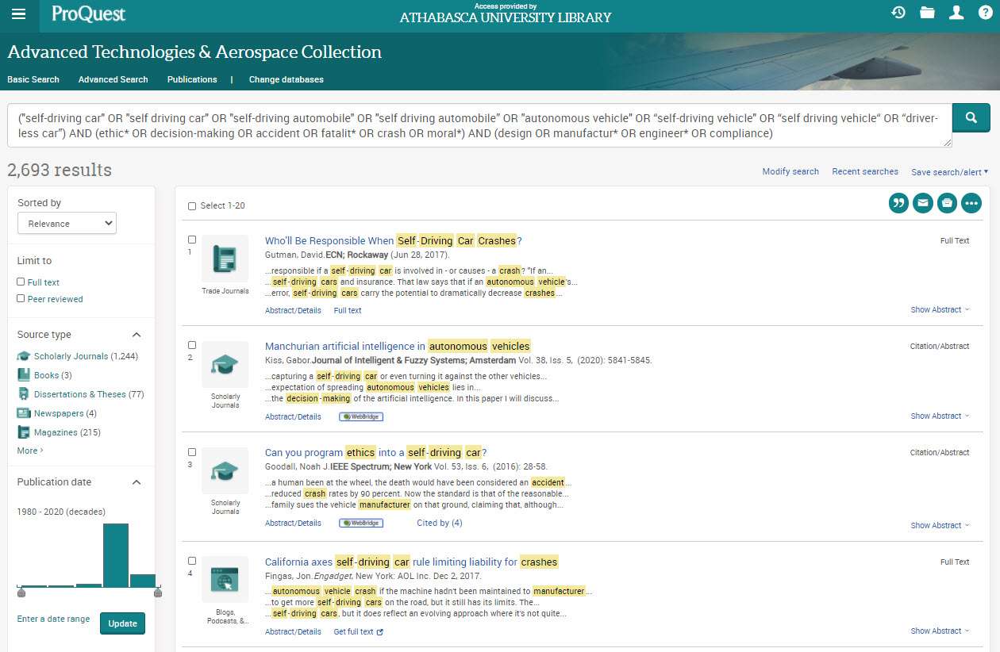 ProQuest
Access provided by
ATHABASCA UNIVERSITY LIBRARY
Advanced Technologies & Aerospace Collection
Basic Search Advanced Search Publications | Change databases
("self-driving car" OR "self driving car" OR "self-driving automobile" OR "self driving automobile" OR "autonomous vehicle" OR “self-driving vehicle” OR “self driving vehicle“ OR “driver-
less car”) AND (ethic* OR decision-making OR accident OR fatalit* OR crash OR moral*) AND (design OR manufactur* OR engineer* OR compliance)
2,693 results
Modify search Recent searches Save search/alert
Sorted by
Relevance
Limit to
Full text
Peer reviewed
Source type
Scholarly Journals (1,244)
Books (3)
Dissertations & Theses (77)
Newspapers (4)
Magazines (215)
More ›
Publication date
1980 - 2020 (decades)
Enter a date range
Update
Select 1-20
1
Trade Journals
Who'll Be Responsible When Self-Driving Car Crashes?
Full Text
Gutman, David.ECN; Rockaway (Jun 28, 2017).
...responsible if a self-driving car is involved in - or causes - a crash? "If an...
...self-driving cars and insurance. That law says that if an autonomous vehicle's...
...error, self-driving cars carry the potential to dramatically decrease crashes...
Abstract/Details Full text
Show Abstract
2
Scholarly
Journals
Manchurian artificial intelligence in autonomous vehicles
Citation/Abstract
Kiss, Gabor.Journal of Intelligent & Fuzzy Systems; Amsterdam Vol. 38, Iss. 5, (2020): 5841-5845.
...capturing a self-driving car or even turning it against the other vehicles...
...expectation of spreading autonomous vehicles lies in...
...the decision-making of the artificial intelligence. In this paper I will discuss...
Abstract/Details WebBridge
Show Abstract
3
Scholarly
Journals
Can you program ethics into a self-driving car?
Citation/Abstract
Goodall, Noah J.IEEE Spectrum; New York Vol. 53, Iss. 6, (2016): 28-58.
...a human been at the wheel, the death would have been considered an accident...
...reduced crash rates by 90 percent. Now the standard is that of the reasonable...
...family sues the vehicle manufacturer on that ground, claiming that, although...
Abstract/Details WebBridge Cited by (4)
Show Abstract
4
Blogs,
Podcasts, &...
California axes self-driving car rule limiting liability for crashes
Full Text
Fingas, Jon.Engadget, New York: AOL Inc. Dec 2, 2017.
...autonomous vehicle crash if the machine hadn't been maintained to manufacturer...
...to get more self-driving cars on the road, but it still has its limits. The...
...self-driving cars, but it does reflect an evolving approach where it's not quite...
Abstract/Details Get full text
Show Abstract